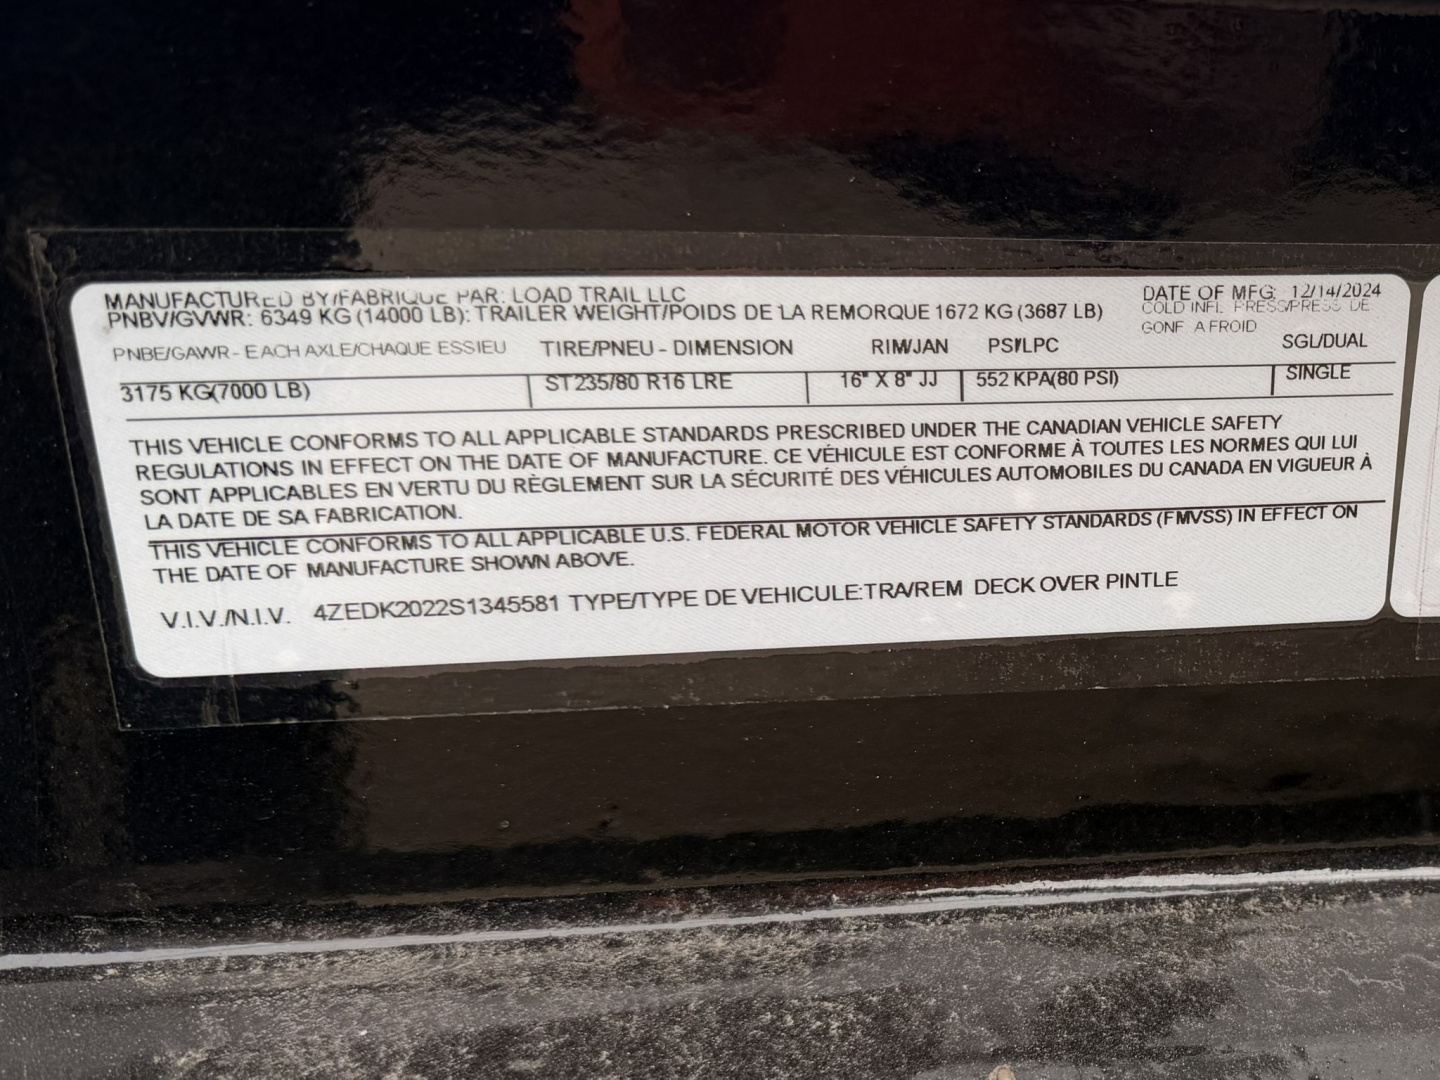 MANUFACTURED BY/FABRIQUE PAR: LOAD TRAIL LLC
DATE OF MFG: 12/14/2024
PNBV/GVWR: 6349 KG (14000 LB): TRAILER WEIGHT/POIDS DE LA REMORQUE 1672 KG (3687 LB)
COLD INFL. PRESS/PRESS. DE
GONF. A FROID
PNBE/GAWR - EACH AXLE/CHAQUE ESSIEU TIRE/PNEU - DIMENSION RIM/JAN PSI/LPC SGL/DUAL
3175 KG(7000 LB) ST235/80 R16 LRE 16" X 8" JJ 552 KPA(80 PSI) SINGLE
THIS VEHICLE CONFORMS TO ALL APPLICABLE STANDARDS PRESCRIBED UNDER THE CANADIAN VEHICLE SAFETY
REGULATIONS IN EFFECT ON THE DATE OF MANUFACTURE. CE VÉHICULE EST CONFORME À TOUTES LES NORMES QUI LUI
SONT APPLICABLES EN VERTU DU RÈGLEMENT SUR LA SÉCURITÉ DES VÉHICULES AUTOMOBILES DU CANADA EN VIGUEUR À
LA DATE DE SA FABRICATION.
THIS VEHICLE CONFORMS TO ALL APPLICABLE U.S. FEDERAL MOTOR VEHICLE SAFETY STANDARDS (FMVSS) IN EFFECT ON
THE DATE OF MANUFACTURE SHOWN ABOVE.
V.I.V./N.I.V. 4ZEDK2022S1345581 TYPE/TYPE DE VEHICULE:TRA/REM DECK OVER PINTLE